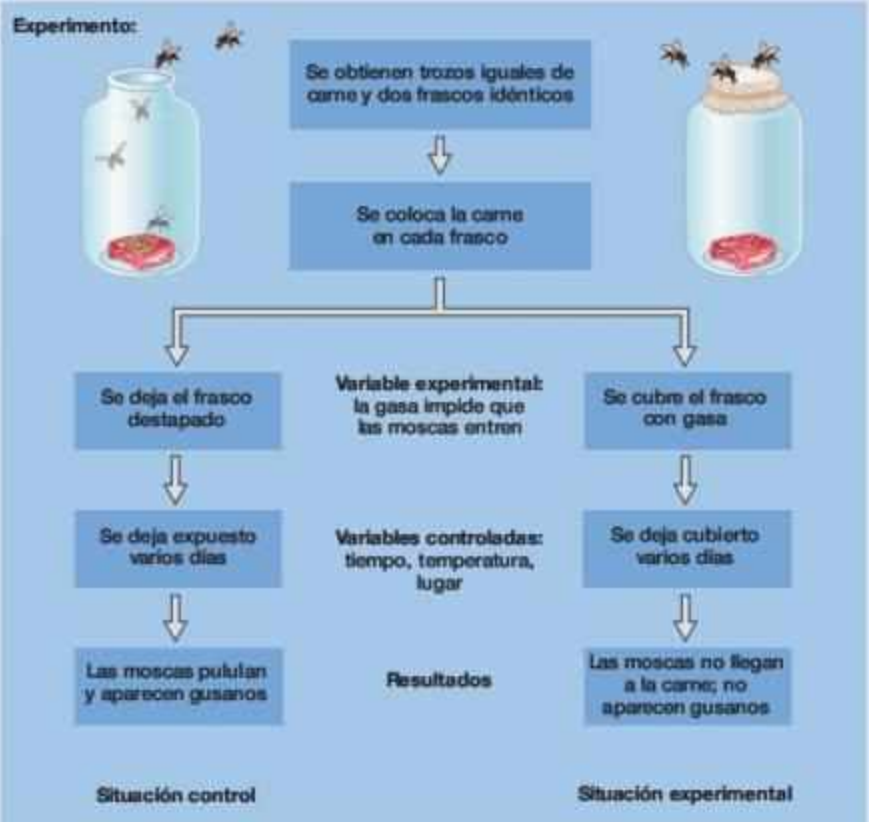 Experimento:
Se obtienen trozos iguales de
carne y dos frascos idénticos
Se coloca la carne
en cada frasco
Se deja el frasco
destapado
Variable experimental:
la gasa impide que
las moscas entren
Se cubre el frasco
con gasa
Se deja expuesto
varios días
Variables controladas:
tiempo, temperatura,
lugar
Se deja cubierto
varios días
Las moscas pululan
y aparecen gusanos
Resultados
Las moscas no llegan
a la carne; no
aparecen gusanos
Situación control
Situación experimental